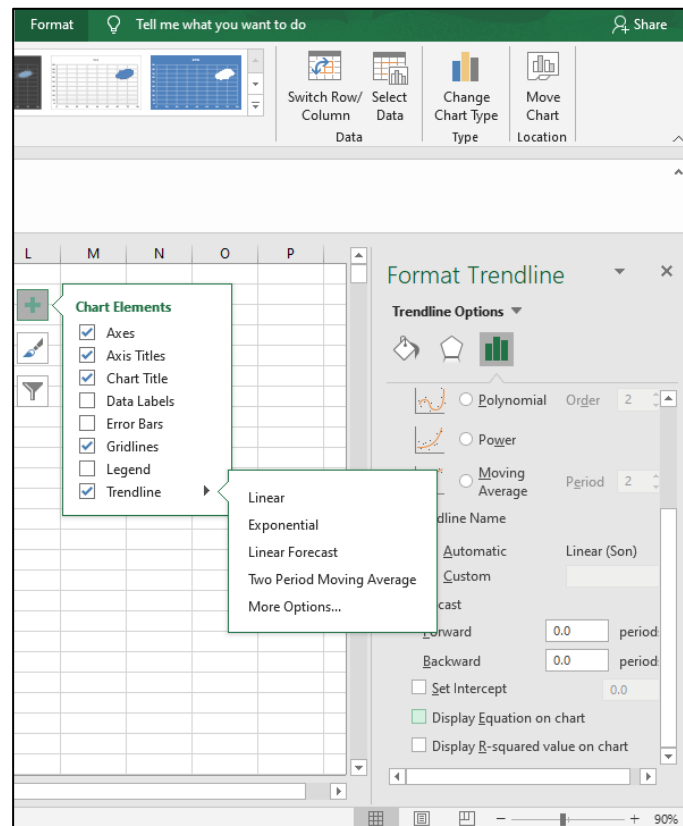 Format
Tell me what you want to do
Share
Switch Row/
Column
Select
Data
Change
Chart Type
Move
Chart
Data
Type
Location
L M N O P
Chart Elements
Axes
Axis Titles
Chart Title
Data Labels
Error Bars
Gridlines
Legend
Trendline
Linear
Exponential
Linear Forecast
Two Period Moving Average
More Options...
Format Trendline
Trendline Options
Polynomial Order 2
Power
Moving
Average
Period 2
dline Name
Automatic Linear (Son)
Custom
cast
Forward 0.0 period
Backward 0.0 period
Set Intercept 0.0
Display Equation on chart
Display R-squared value on chart
90%